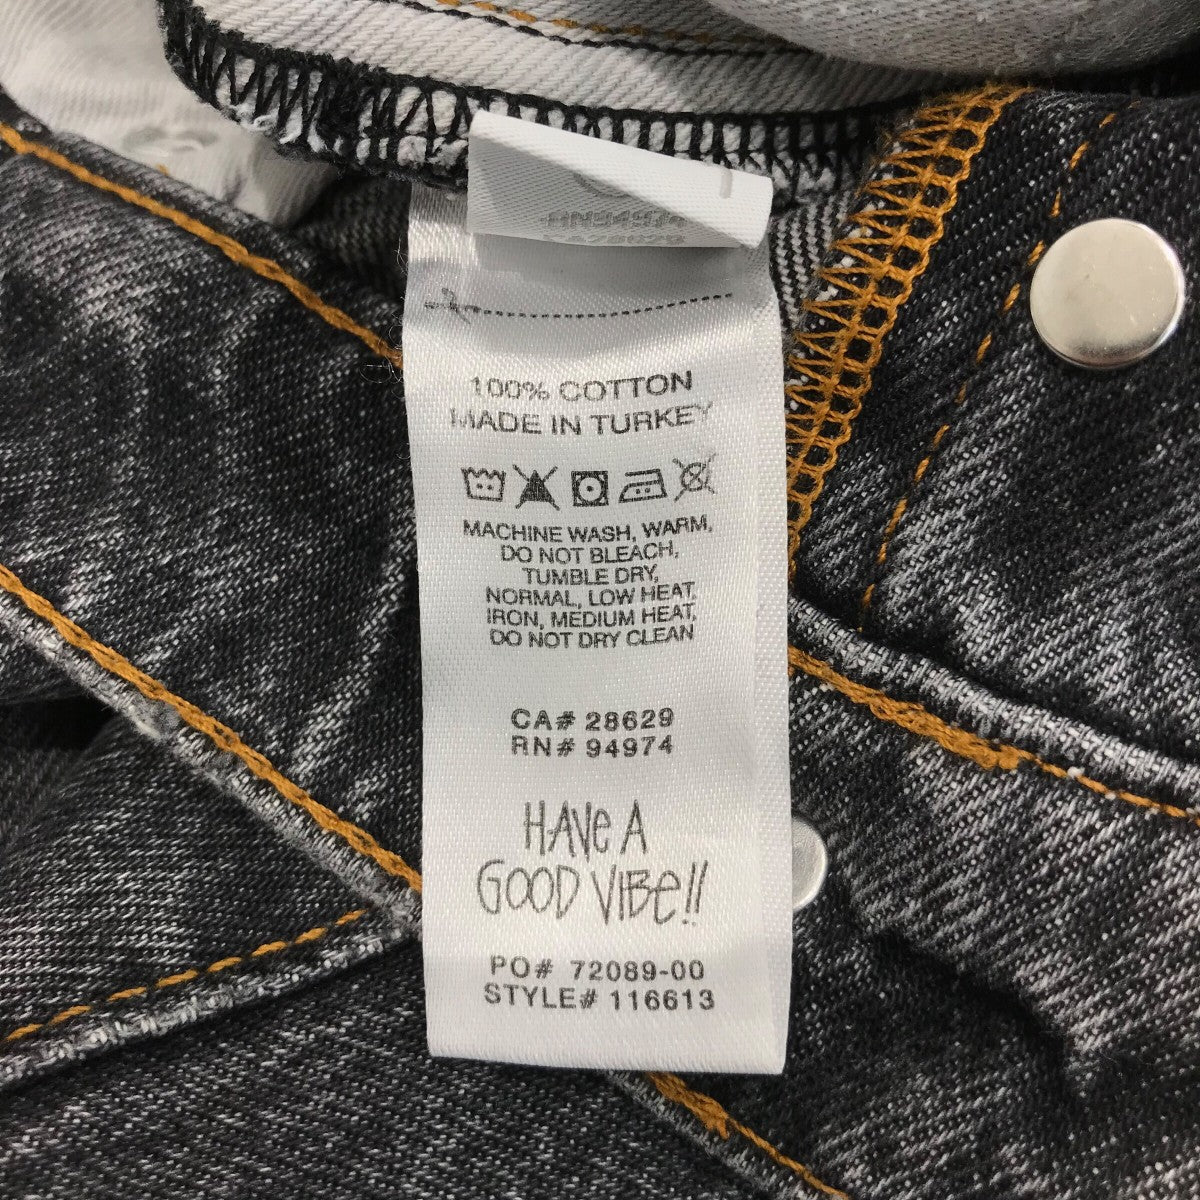 100% COTTON
MADE IN TURKEY
MACHINE WASH, WARM,
DO NOT BLEACH,
TUMBLE DRY,
NORMAL, LOW HEAT,
IRON, MEDIUM HEAT,
DO NOT DRY CLEAN
CA# 28629
RN# 94974
HAVe A
GOOD VIBe!!
PO# 72089-00
STYLE# 116613